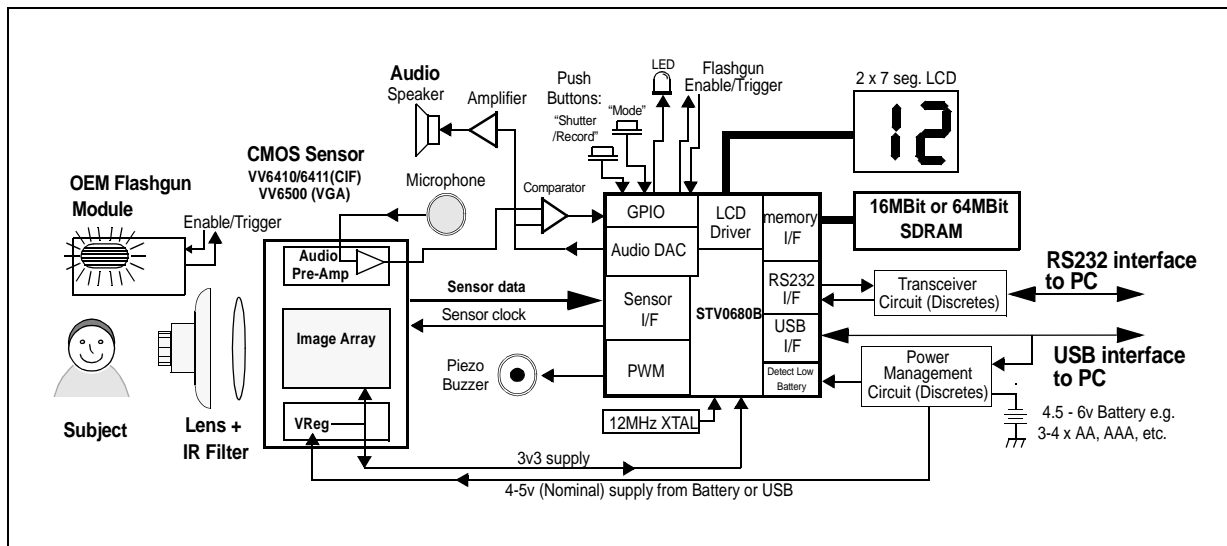 Audio
Speaker
Amplifier
Push
Buttons:
"Shutter
/Record"
"Mode"
LED
Flashgun
Enable/Trigger
2 x 7 seg. LCD
12
OEM Flashgun
Module
Enable/Trigger
CMOS Sensor
VV6410/6411(CIF)
VV6500 (VGA)
Microphone
Comparator
Audio
Pre-Amp
Image Array
VReg
Sensor data
Sensor clock
Piezo
Buzzer
GPIO
LCD
Driver
memory
I/F
Audio DAC
Sensor
I/F
STV0680B
RS232
I/F
USB
I/F
PWM
Detect Low
Battery
12MHz XTAL
16MBit or 64MBit
SDRAM
Transceiver
Circuit (Discretes)
RS232 interface
to PC
USB interface
to PC
Power
Management
Circuit (Discretes)
4.5 - 6v Battery e.g.
3-4 x AA, AAA, etc.
Subject
Lens +
IR Filter
3v3 supply
4-5v (Nominal) supply from Battery or USB